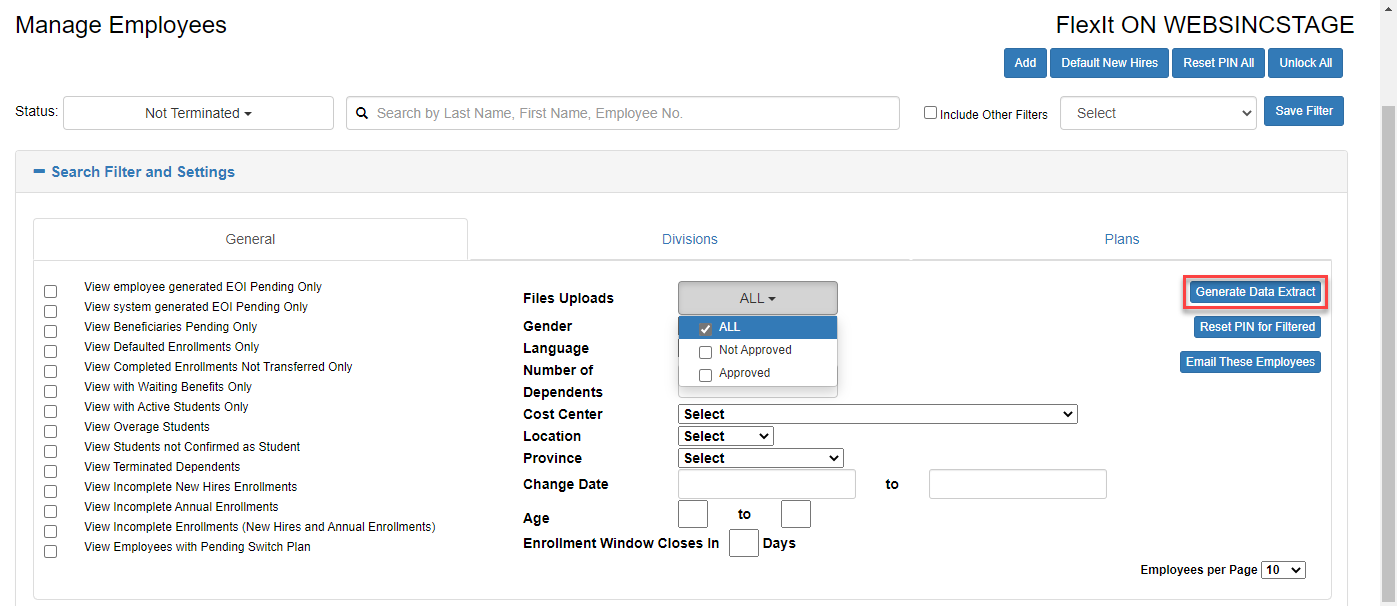 Manage Employees
FlexIt ON WEBSINCSTAGE
Add
Default New Hires
Reset PIN All
Unlock All
Status:
Not Terminated
Search by Last Name, First Name, Employee No.
Include Other Filters
Select
Save Filter
Search Filter and Settings
General
Divisions
Plans
View employee generated EOI Pending Only
View system generated EOI Pending Only
View Beneficiaries Pending Only
View Defaulted Enrollments Only
View Completed Enrollments Not Transferred Only
View with Waiting Benefits Only
View with Active Students Only
View Overage Students
View Students not Confirmed as Student
View Terminated Dependents
View Incomplete New Hires Enrollments
View Incomplete Annual Enrollments
View Incomplete Enrollments (New Hires and Annual Enrollments)
View Employees with Pending Switch Plan
Files Uploads
ALL
ALL
Not Approved
Approved
Gender
Language
Number of
Dependents
Cost Center
Select
Location
Select
Province
Select
Change Date
to
Age
to
Enrollment Window Closes In
Days
Generate Data Extract
Reset PIN for Filtered
Email These Employees
Employees per Page
10